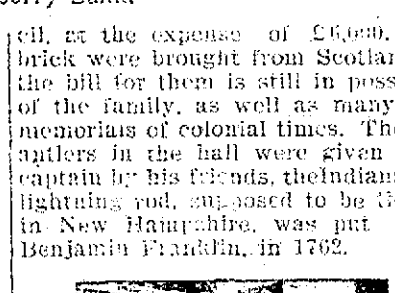 cil, at the expense of £6,000.
brick were brought from Scotlan
the bill for them is still in poss
of the family, as well as many
memorials of colonial times. The
antlers in the hall were given
captain by his friends, theIndians
lightning rod, supposed to be th
in New Hampshire, was put
Benjamin Franklin, in 1762.